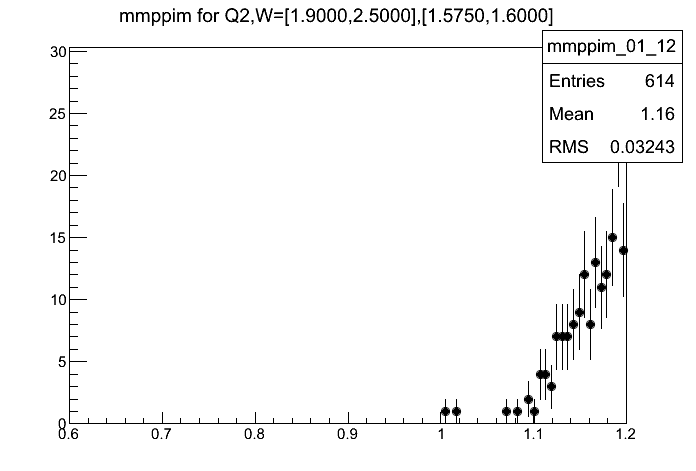 mmppim for Q2,W=[1.9000,2.5000],[1.5750,1.6000]
mmppim_01_12
Entries 614
Mean 1.16
RMS 0.03243
30
25
20
15
10
5
0
0.6 0.7 0.8 0.9 1 1.1 1.2